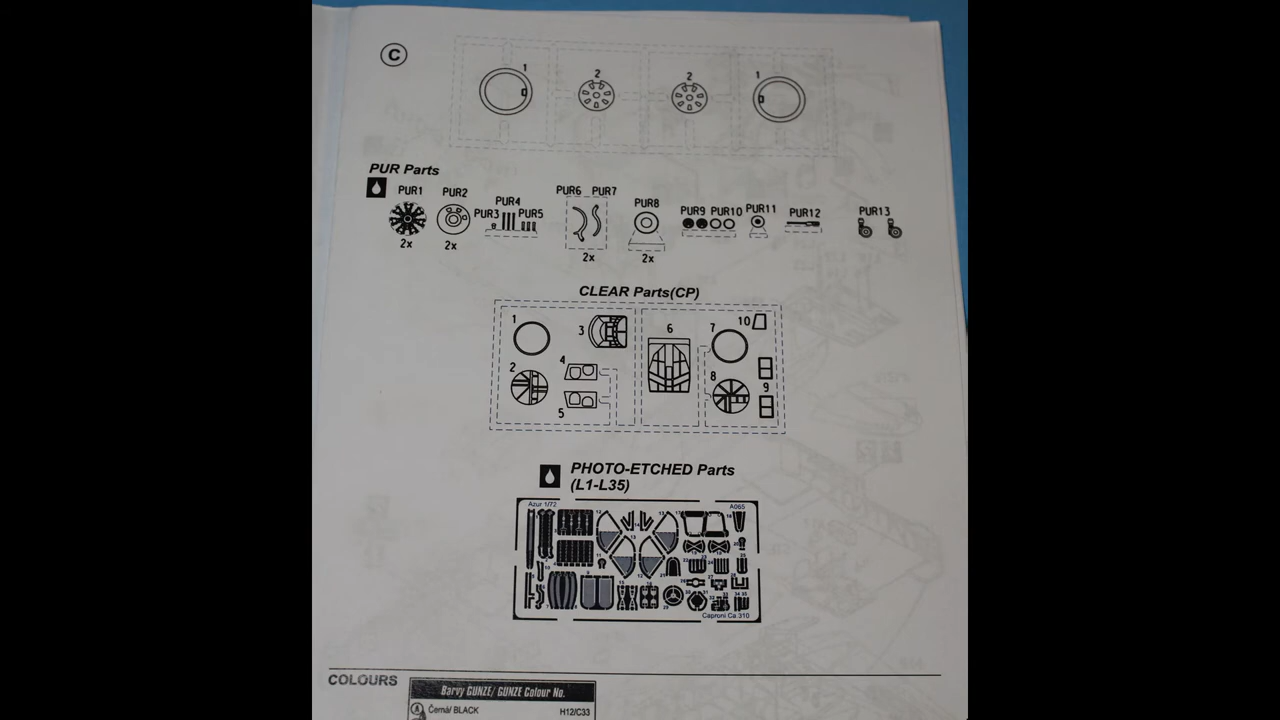 C
1 2 2 1
PUR Parts
PUR1 PUR2 PUR3 PUR4 PUR5 PUR6 PUR7 PUR8 PUR9 PUR10 PUR11 PUR12 PUR13
2x 2x 2x 2x
CLEAR Parts(CP)
1 3 6 7 10
2 4 8 9
5
PHOTO-ETCHED Parts
(L1-L35)
Azur 1/72 A065
Caproni Ca 310
COLOURS
Barvy GUNZE/ GUNZE Colour No.
A Černá/ BLACK H12/C33